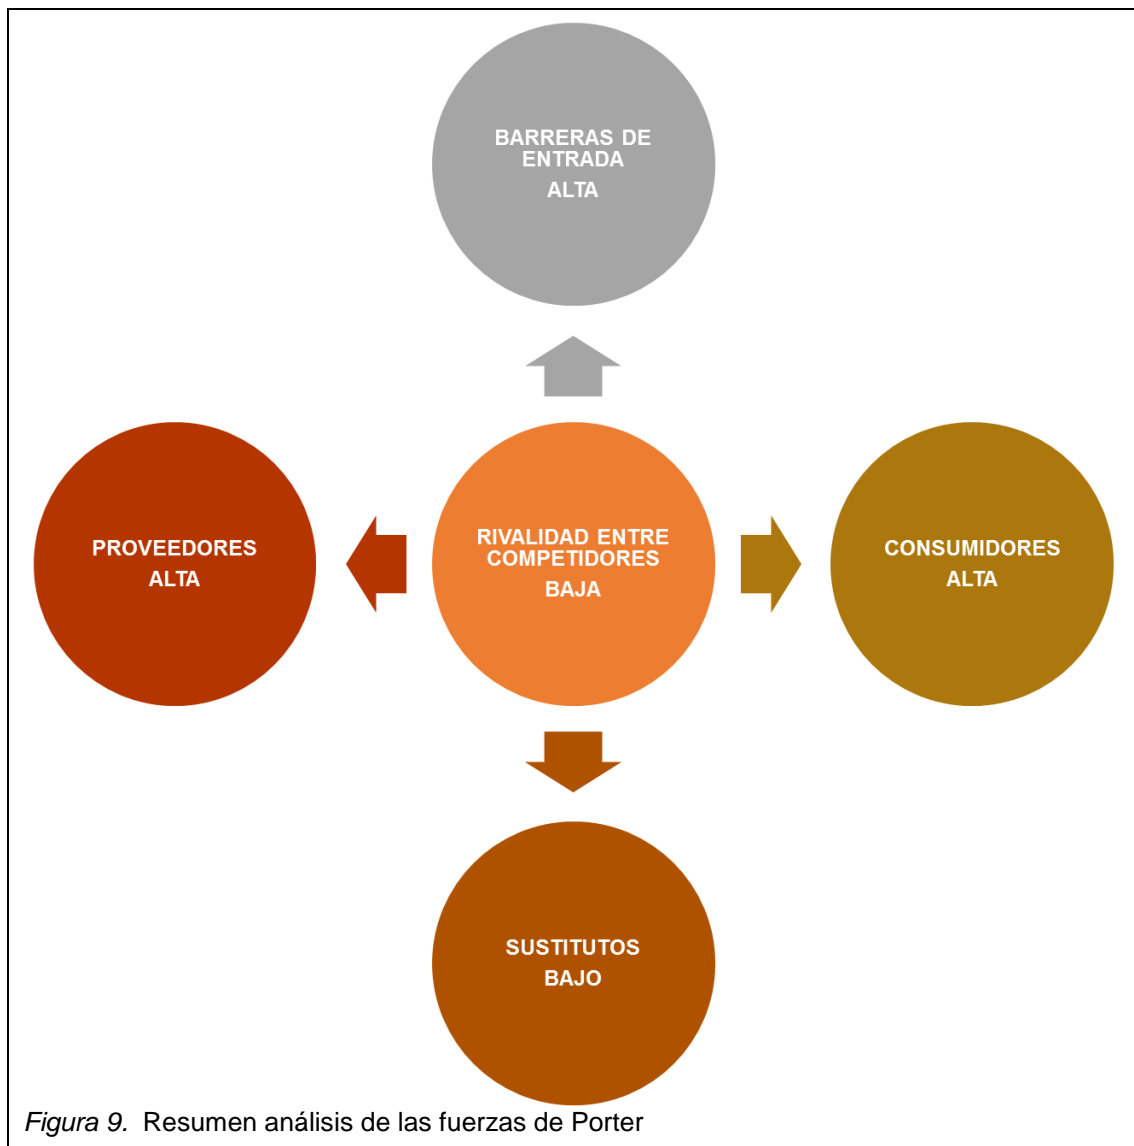 BARRERAS DE
ENTRADA
ALTA
PROVEEDORES
ALTA
RIVALIDAD ENTRE
COMPETIDORES
BAJA
CONSUMIDORES
ALTA
SUSTITUTOS
BAJO
Figura 9. Resumen análisis de las fuerzas de Porter